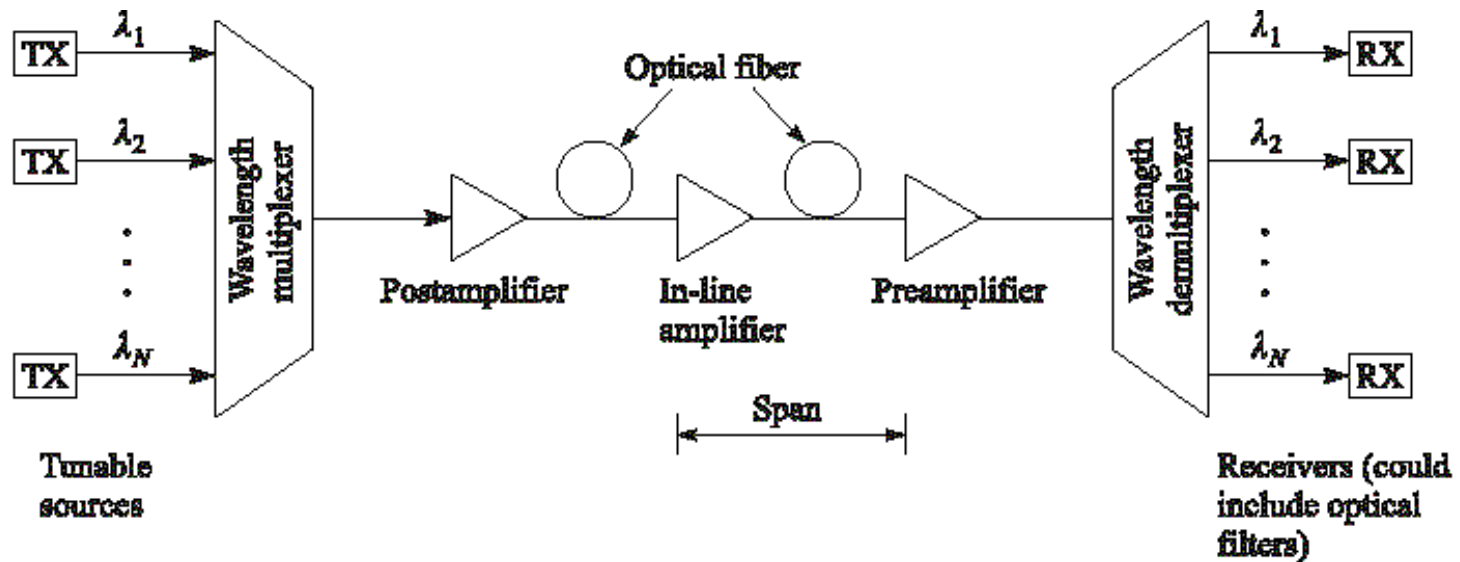 TX
λ1
TX
λ2
TX
λN
Tunable
sources
Wavelength
multiplexer
Optical fiber
Postamplifier
In-line
amplifier
Preamplifier
Span
Wavelength
demultiplexer
λ1
RX
λ2
RX
λN
RX
Receivers (could
include optical
filters)